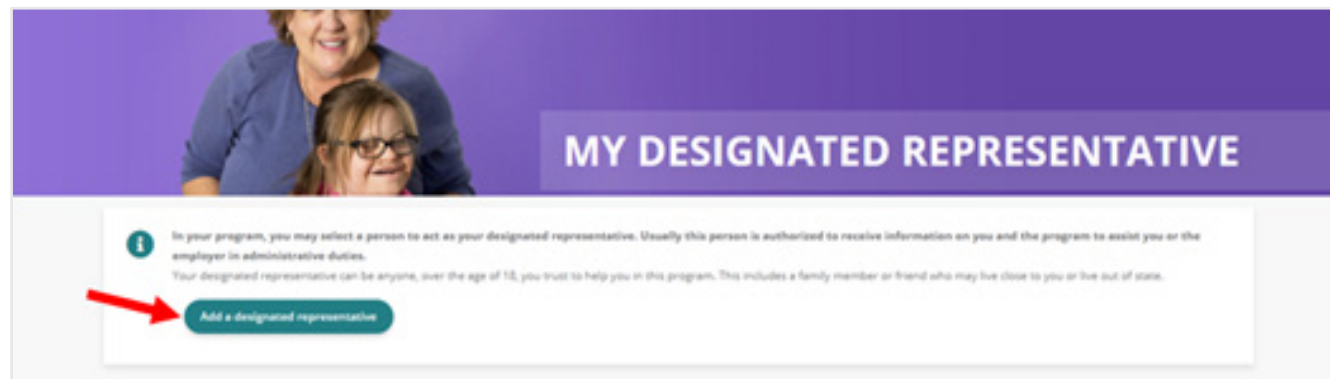 MY DESIGNATED REPRESENTATIVE
In your program, you may select a person to act as your designated representative. Usually this person is authorized to receive information on you and the program to assist you or the
employer in administrative duties.
Your designated representative can be anyone, over the age of 18, you trust to help you in this program. This includes a family member or friend who may live close to you or live out of state.
Add a designated representative